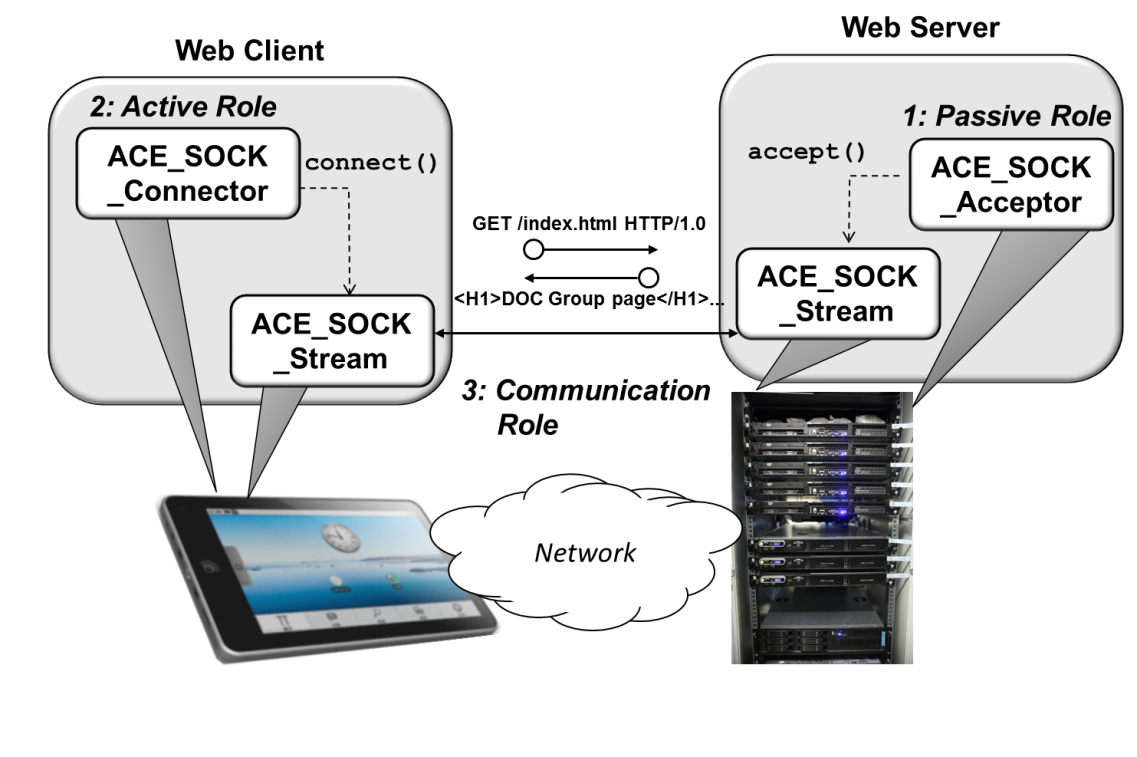 Web Client
Web Server
2: Active Role
1: Passive Role
ACE_SOCK
_Connector
connect()
accept()
ACE_SOCK
_Acceptor
GET /index.html HTTP/1.0
<H1>DOC Group page</H1>...
ACE_SOCK
_Stream
ACE_SOCK
_Stream
3: Communication
Role
Network